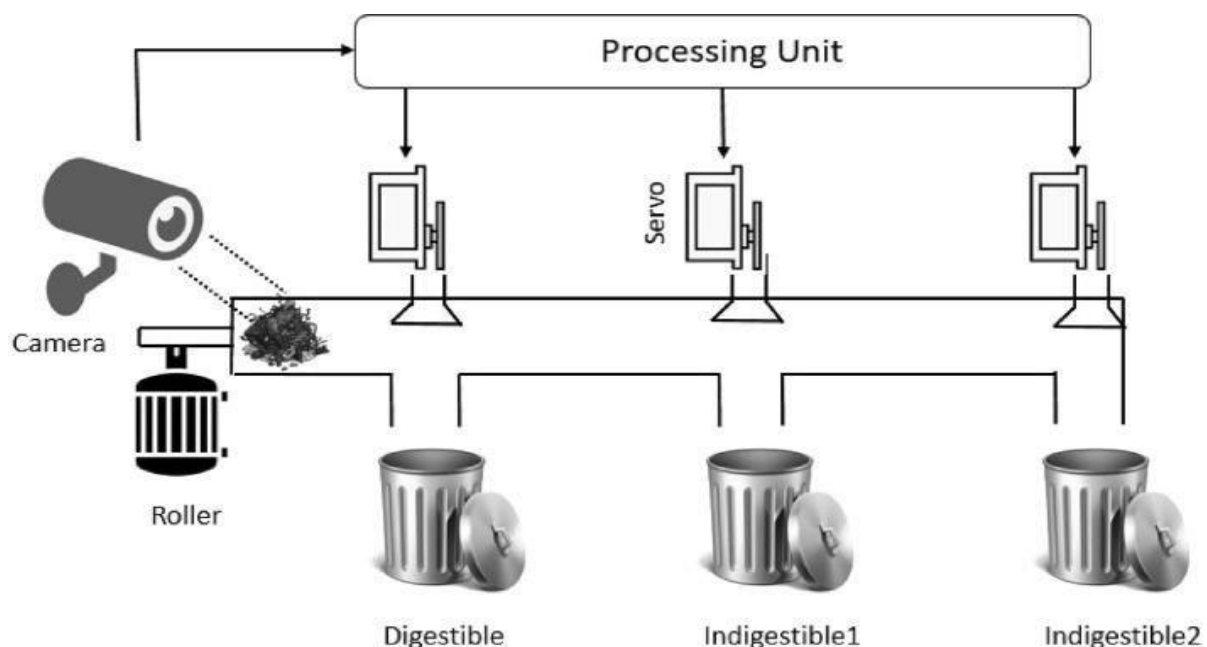 Processing Unit
Servo
Camera
Roller
Digestible
Indigestible1
Indigestible2